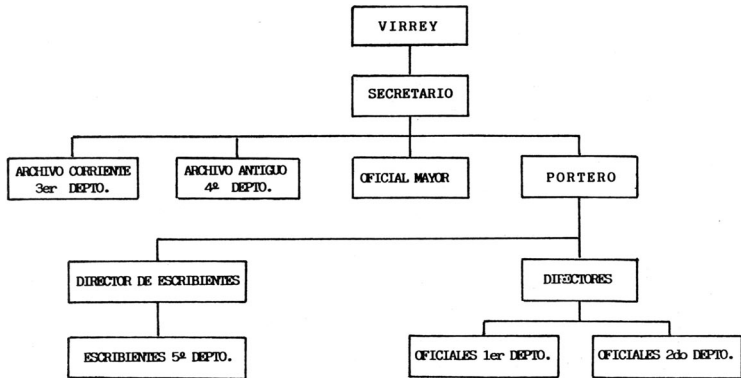 VIRREY
SECRETARIO
ARCHIVO CORRIENTE
3er DEPTO.
ARCHIVO ANTIGUO
4º DEPTO.
OFICIAL MAYOR
PORTERO
DIRECTOR DE ESCRIBIENTES
DIRECTORES
ESCRIBIENTES 5º DEPTO.
OFICIALES 1er DEPTO.
OFICIALES 2do DEPTO.